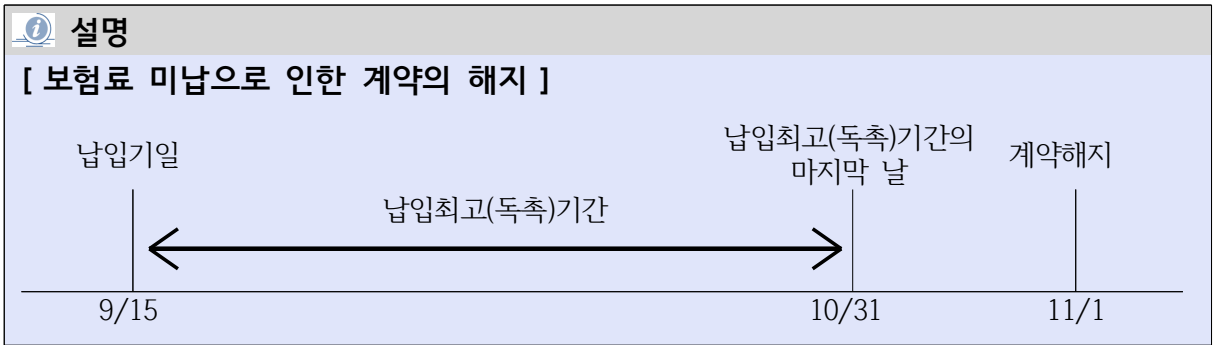 설명
[ 보험료 미납으로 인한 계약의 해지 ]
납입기일
납입최고(독촉)기간의
마지막 날
계약해지
납입최고(독촉)기간
9/15
10/31
11/1